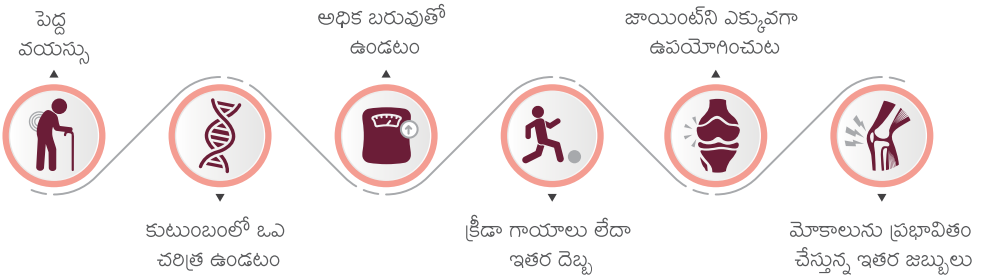 పెద్ద
వయస్సు
కుటుంబంలో ఒఎ
చరిత్ర ఉండటం
అధిక బరువుతో
ఉండటం
క్రీడా గాయాలు లేదా
ఇతర దెబ్బ
జాయింట్‌ని ఎక్కువగా
ఉపయోగించుట
మోకాలును ప్రభావితం
చేస్తున్న ఇతర జబ్బులు